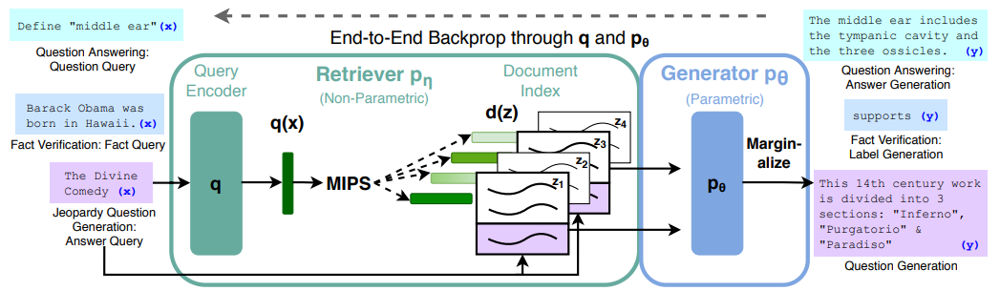 End-to-End Backprop through q and pθ
Define "middle ear"(x)
Question Answering:
Question Query
Barack Obama was
born in Hawaii.(x)
Fact Verification: Fact Query
The Divine
Comedy (x)
Jeopardy Question
Generation:
Answer Query
Query
Encoder
q
Retriever pη
(Non-Parametric)
q(x)
MIPS
Document
Index
d(z)
z4
z3
z2
z1
Generator pθ
(Parametric)
pθ
Margin-
alize
The middle ear includes
the tympanic cavity and
the three ossicles. (y)
Question Answering:
Answer Generation
supports (y)
Fact Verification:
Label Generation
This 14th century work
is divided into 3
sections: "Inferno",
"Purgatorio" &
"Paradiso" (y)
Question Generation